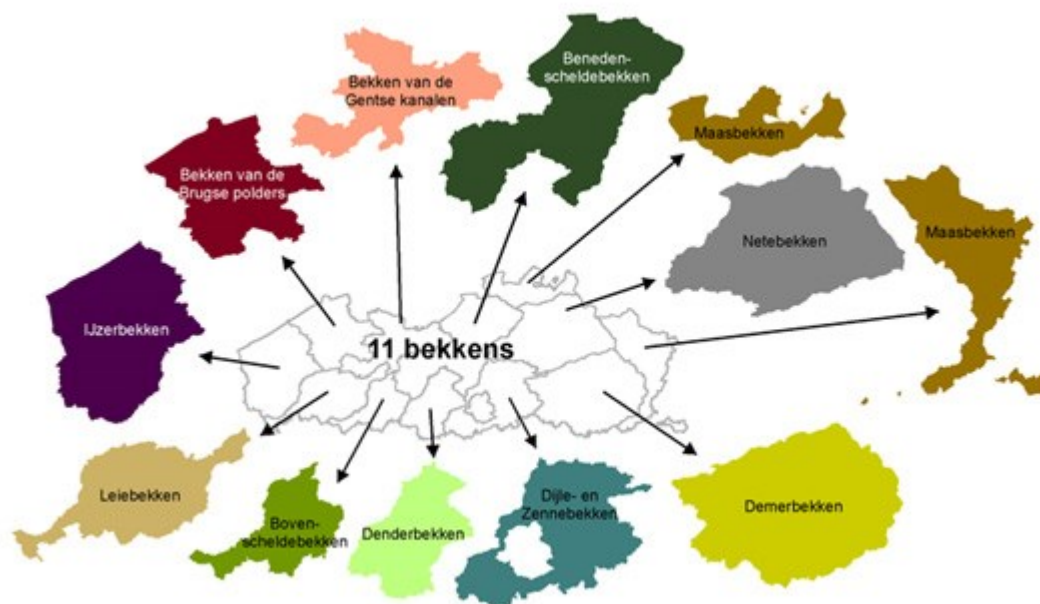 Beneden-
scheldebekken
Bekken van de
Gentse kanalen
Maasbekken
Bekken van de
Brugse polders
Netebekken
Maasbekken
IJzerbekken
11 bekkens
Leiebekken
Boven-
scheldebekken
Denderbekken
Dijle- en
Zennebekken
Demerbekken